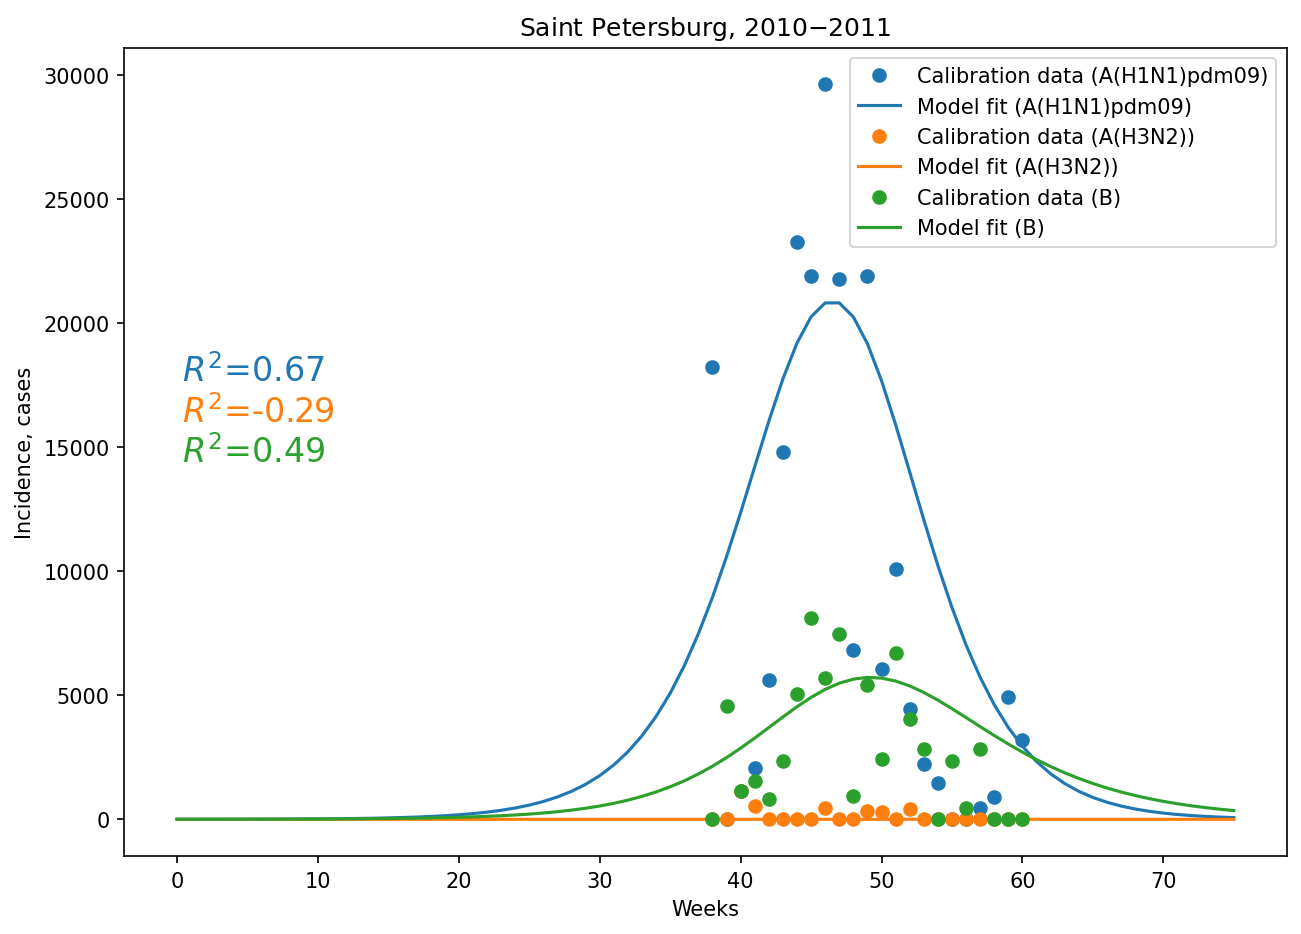 Saint Petersburg, 2010−2011
Calibration data (A(H1N1)pdm09)
Model fit (A(H1N1)pdm09)
Calibration data (A(H3N2))
Model fit (A(H3N2))
Calibration data (B)
Model fit (B)
30000
25000
20000
15000
10000
5000
0
Incidence, cases
R²=0.67
R²=-0.29
R²=0.49
0 10 20 30 40 50 60 70
Weeks